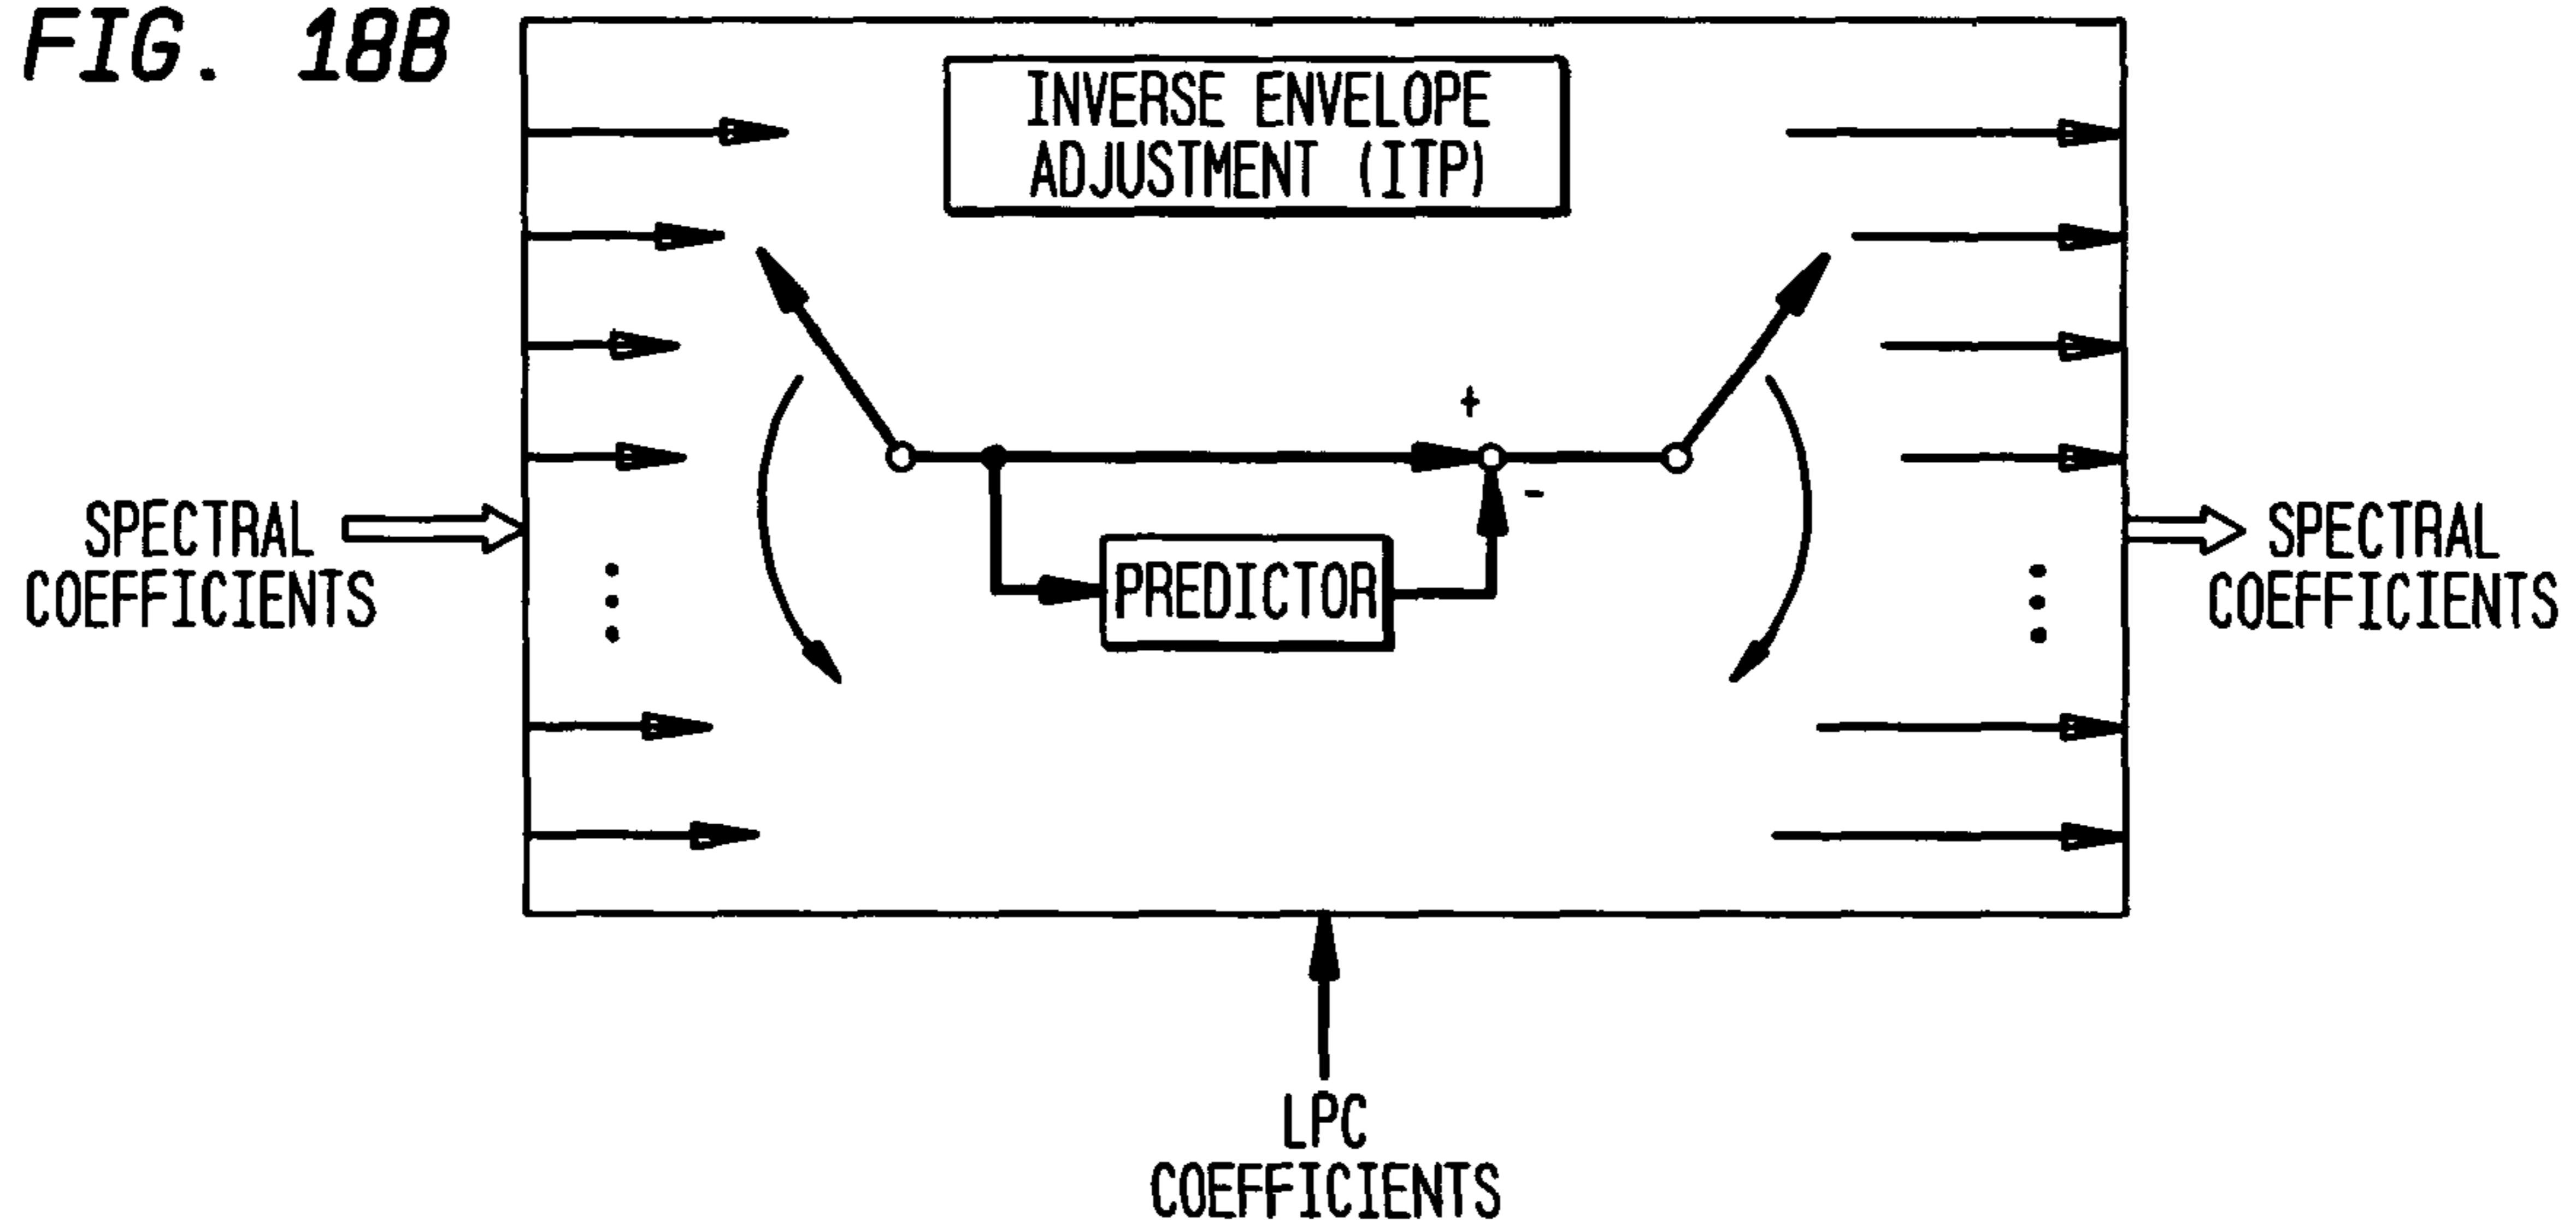 FIG. 18B
INVERSE ENVELOPE
ADJUSTMENT (ITP)
+
-
SPECTRAL
COEFFICIENTS
PREDICTOR
SPECTRAL
COEFFICIENTS
LPC
COEFFICIENTS